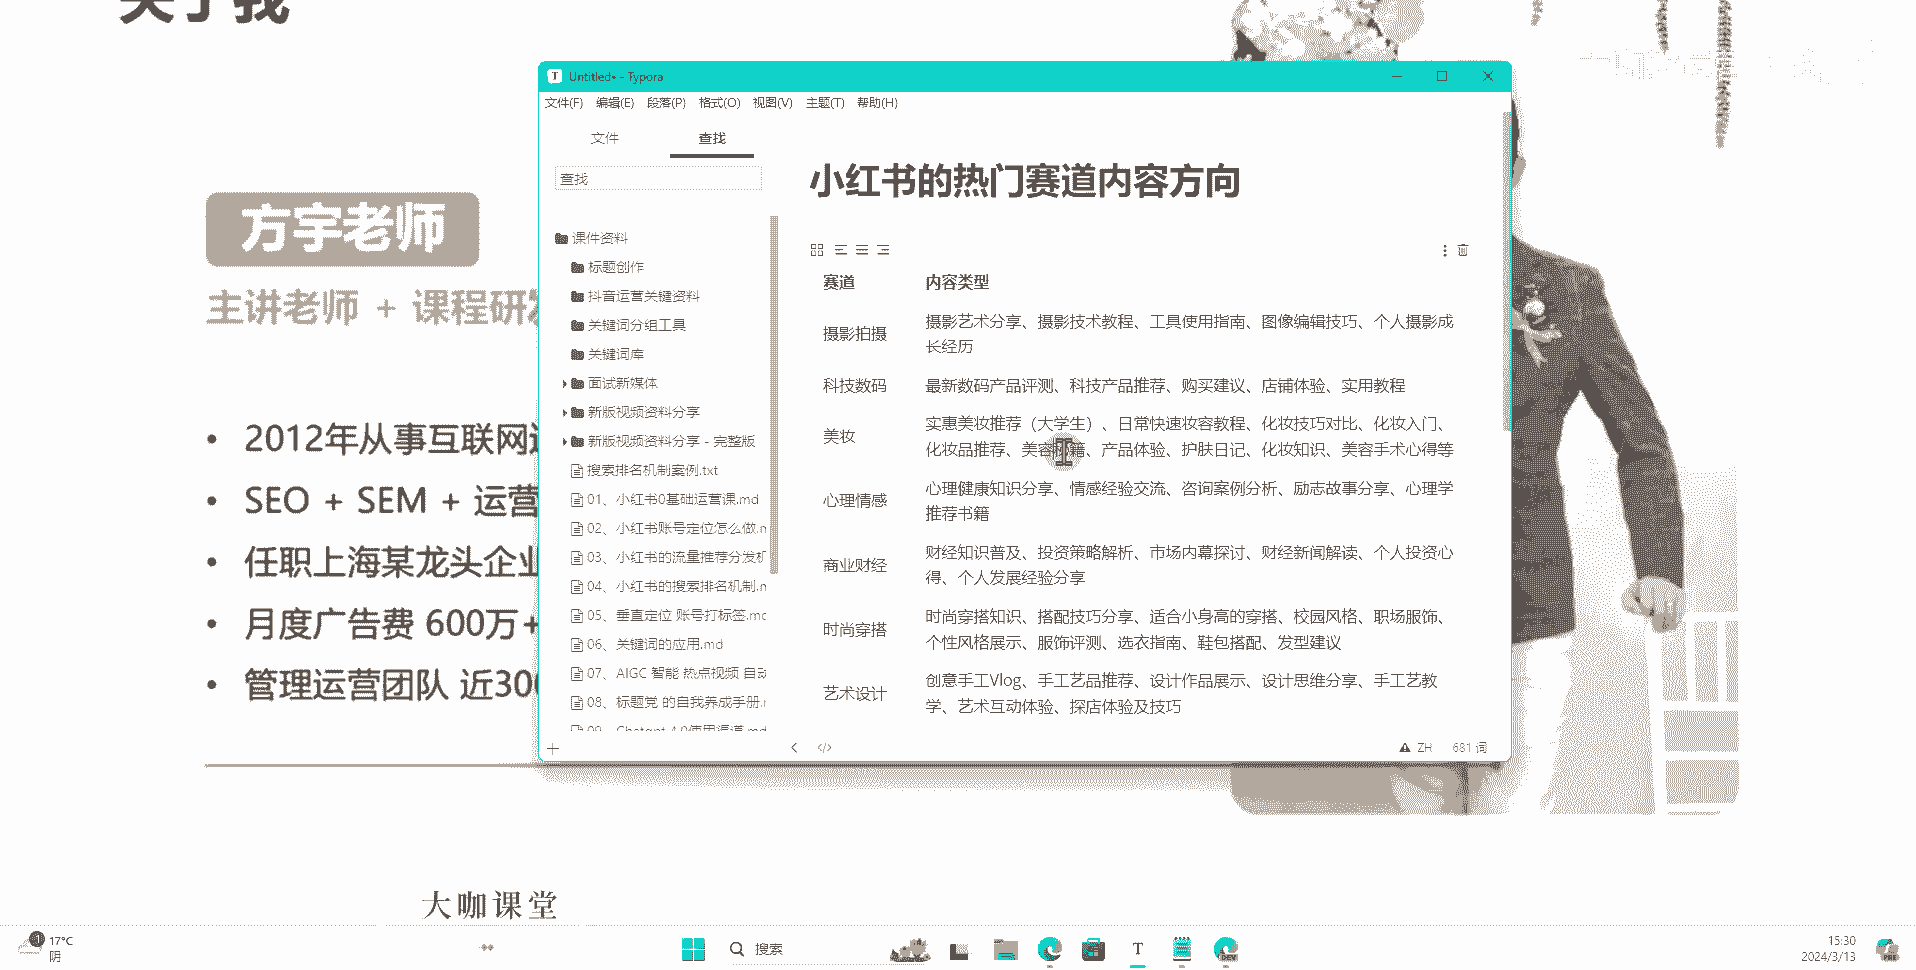 关于我
方宇老师
主讲老师 + 课程研发
2012年从事互联网
SEO + SEM + 运营
任职上海某龙头企业
月度广告费 600万+
管理运营团队 近300
大咖课堂
Untitled• - Typora
文件(F) 编辑(E) 段落(P) 格式(O) 视图(V) 主题(T) 帮助(H)
文件 查找
查找
课件资料
标题创作
抖音运营关键资料
关键词分组工具
关键词库
面试新媒体
新版视频资料分享
新版视频资料分享 - 完整版
搜索排名机制案例.txt
01、小红书0基础运营课.md
02、小红书账号定位怎么做.m
03、小红书的流量推荐分发机
04、小红书的搜索排名机制.m
05、垂直定位 账号打标签.md
06、关键词的应用.md
07、AIGC 智能 热点视频 自动
08、标题党 的自我养成手册.m
09、Chatgpt 4.0使用渠道.md
小红书的热门赛道内容方向
赛道 内容类型
摄影拍摄 摄影艺术分享、摄影技术教程、工具使用指南、图像编辑技巧、个人摄影成
长经历
科技数码 最新数码产品评测、科技产品推荐、购买建议、店铺体验、实用教程
美妆 实惠美妆推荐（大学生）、日常快速妆容教程、化妆技巧对比、化妆入门、
化妆品推荐、美容秘籍、产品体验、护肤日记、化妆知识、美容手术心得等
心理情感 心理健康知识分享、情感经验交流、咨询案例分析、励志故事分享、心理学
推荐书籍
商业财经 财经知识普及、投资策略解析、市场内幕探讨、财经新闻解读、个人投资心
得、个人发展经验分享
时尚穿搭 时尚穿搭知识、搭配技巧分享、适合小身高的穿搭、校园风格、职场服饰、
个性风格展示、服饰评测、选衣指南、鞋包搭配、发型建议
艺术设计 创意手工Vlog、手工艺品推荐、设计作品展示、设计思维分享、手工艺教
学、艺术互动体验、探店体验及技巧
ZH 681 词
1 17°C
阴
搜索
T
DEV
15:30
2024/3/13
PRE